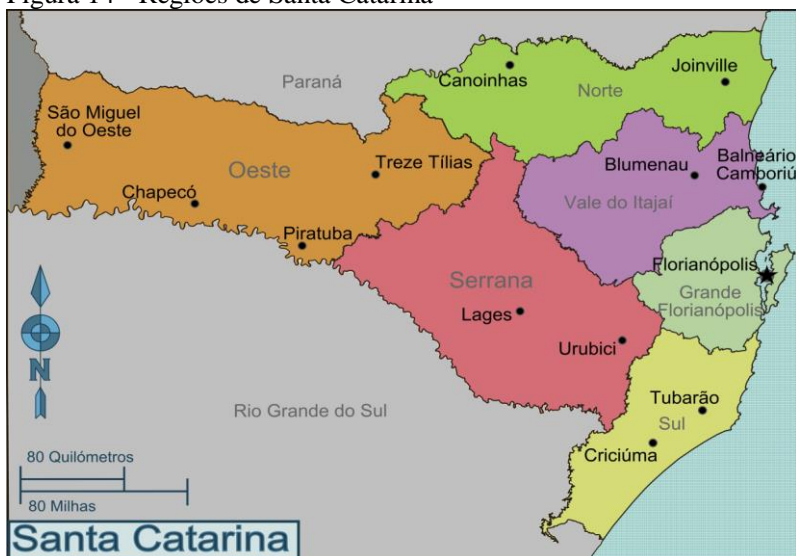 Figura 14 - Regiões de Santa Catarina
Paraná
Canoinhas
Joinville
Norte
São Miguel
do Oeste
Oeste
Treze Tílias
Blumenau
Balneário
Camboriú
Chapecó
Vale do Itajaí
Piratuba
Florianópolis
Serrana
Grande
Florianópolis
Lages
Urubici
N
Rio Grande do Sul
Tubarão
Sul
Criciúma
80 Quilómetros
80 Milhas
Santa Catarina